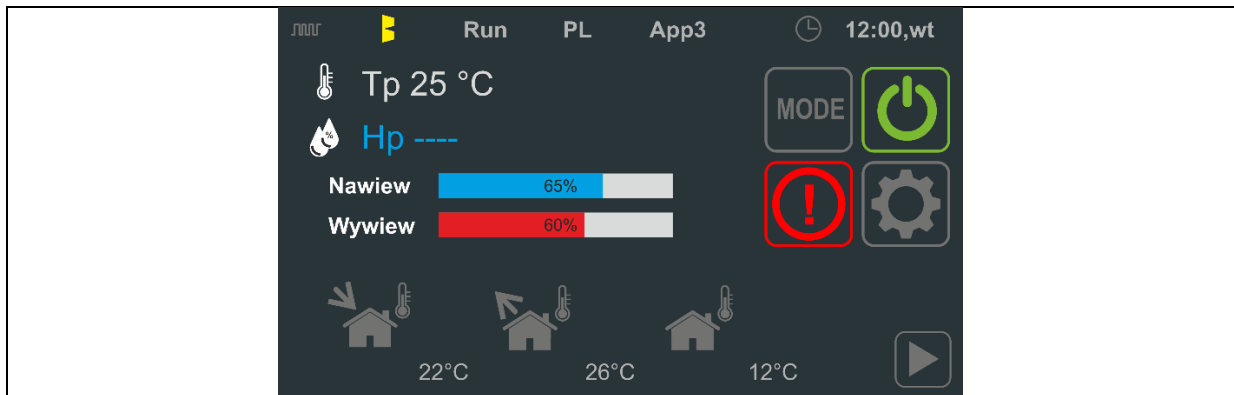 Run PL App3 12:00,wt
Tp 25 °C
MODE
% Hp ----
Nawiew 65%
Wywiew 60%
22°C 26°C 12°C